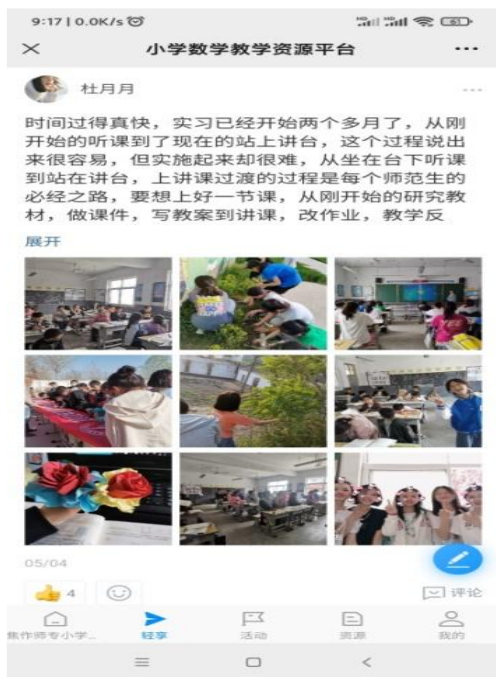 9:17 | 0.0K/s
小学数学教学资源平台
杜月月
时间过得真快，实习已经开始两个多月了，从刚
开始的听课到了现在的站上讲台，这个过程说出
来很容易，但实施起来却很难，从坐在台下听课
到站在讲台，上讲课过渡的过程是每个师范生的
必经之路，要想上好一节课，从刚开始的研究教
材，做课件，写教案到讲课，改作业，教学反
展开
05/04
4
评论
焦作师专小学...
轻享
活动
资源
我的